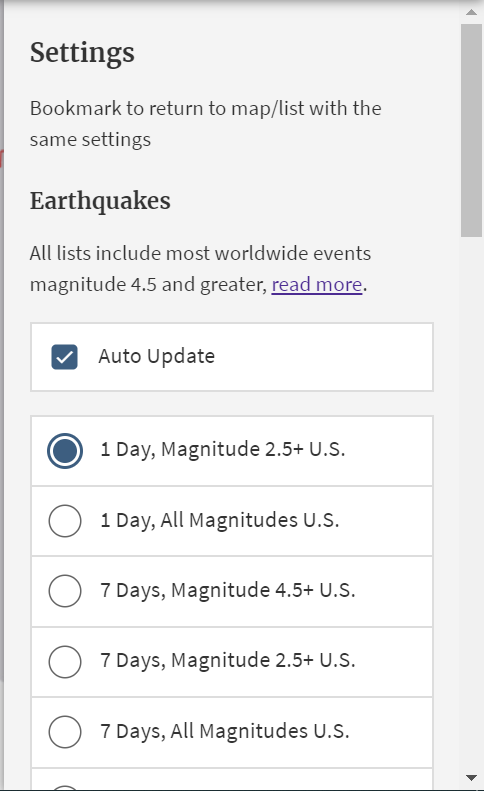 Settings
Bookmark to return to map/list with the
same settings
Earthquakes
All lists include most worldwide events
magnitude 4.5 and greater, read more.
Auto Update
1 Day, Magnitude 2.5+ U.S.
1 Day, All Magnitudes U.S.
7 Days, Magnitude 4.5+ U.S.
7 Days, Magnitude 2.5+ U.S.
7 Days, All Magnitudes U.S.